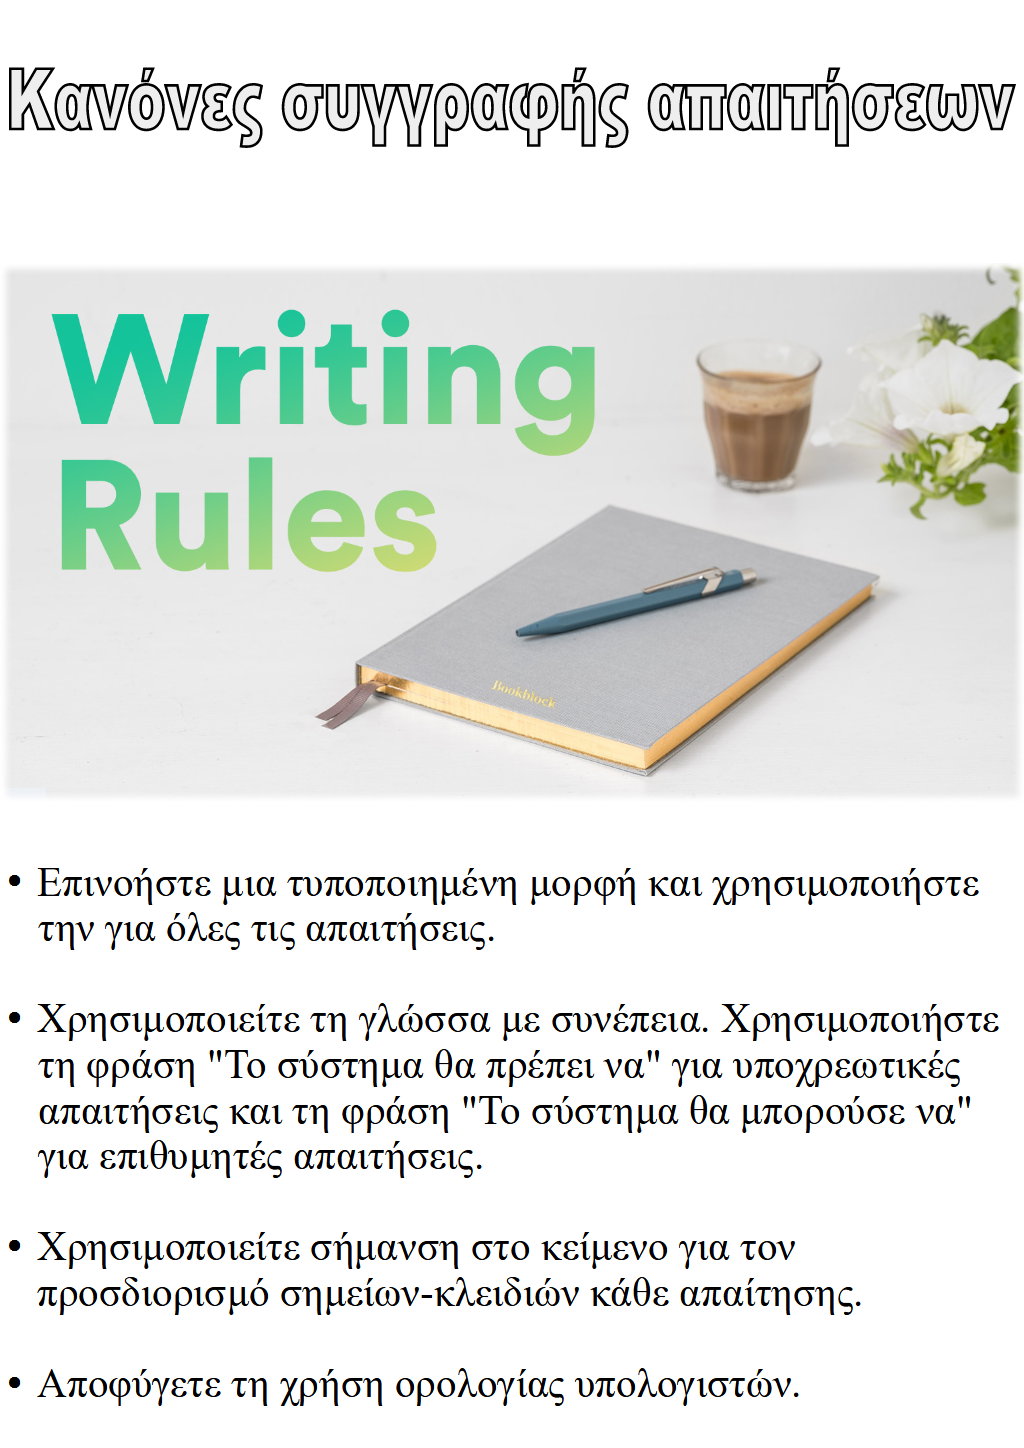 Κανόνες συγγραφής απαιτήσεων
Writing
Rules
Bookblock
• Επινοήστε μια τυποποιημένη μορφή και χρησιμοποιήστε
την για όλες τις απαιτήσεις.
• Χρησιμοποιείτε τη γλώσσα με συνέπεια. Χρησιμοποιήστε
τη φράση "Το σύστημα θα πρέπει να" για υποχρεωτικές
απαιτήσεις και τη φράση "Το σύστημα θα μπορούσε να"
για επιθυμητές απαιτήσεις.
• Χρησιμοποιείτε σήμανση στο κείμενο για τον
προσδιορισμό σημείων-κλειδιών κάθε απαίτησης.
• Αποφύγετε τη χρήση ορολογίας υπολογιστών.